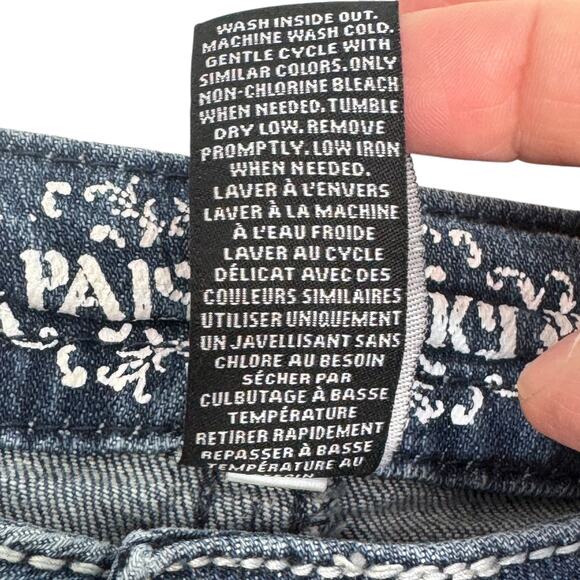 WASH INSIDE OUT.
MACHINE WASH COLD.
GENTLE CYCLE WITH
SIMILAR COLORS. ONLY
NON-CHLORINE BLEACH
WHEN NEEDED. TUMBLE
DRY LOW. REMOVE
PROMPTLY. LOW IRON
WHEN NEEDED.
LAVER À L'ENVERS
LAVER À LA MACHINE
À L'EAU FROIDE
LAVER AU CYCLE
DÉLICAT AVEC DES
COULEURS SIMILAIRES
UTILISER UNIQUEMENT
UN JAVELLISANT SANS
CHLORE AU BESOIN
SÉCHER PAR
CULBUTAGE À BASSE
TEMPÉRATURE
RETIRER RAPIDEMENT
REPASSER À BASSE
TEMPÉRATURE AU